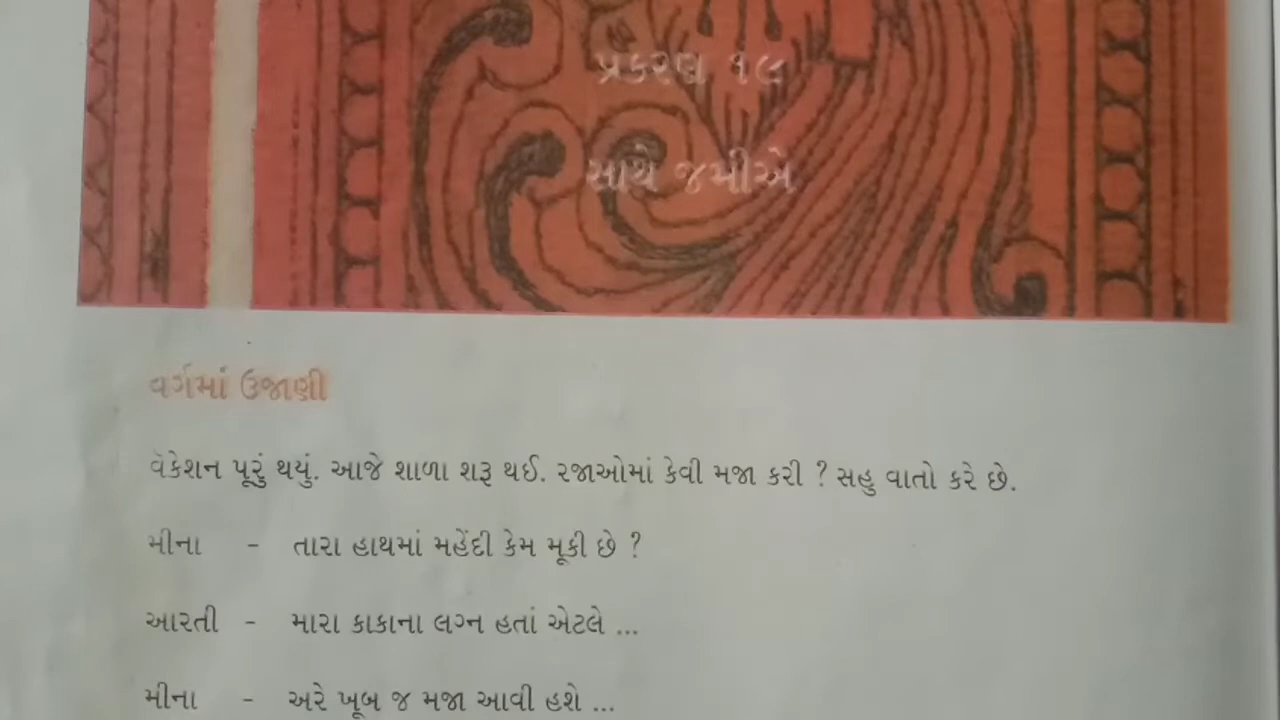 પ્રકરણ ૧૯
સાથે જમીએ
વર્ગમાં ઉજાણી
વૅકેશન પૂરું થયું. આજે શાળા શરૂ થઈ. રજાઓમાં કેવી મજા કરી ? સહુ વાતો કરે છે.
મીના - તારા હાથમાં મહેંદી કેમ મૂકી છે ?
આરતી - મારા કાકાના લગ્ન હતાં એટલે ...
મીના - અરે ખૂબ જ મજા આવી હશે ...